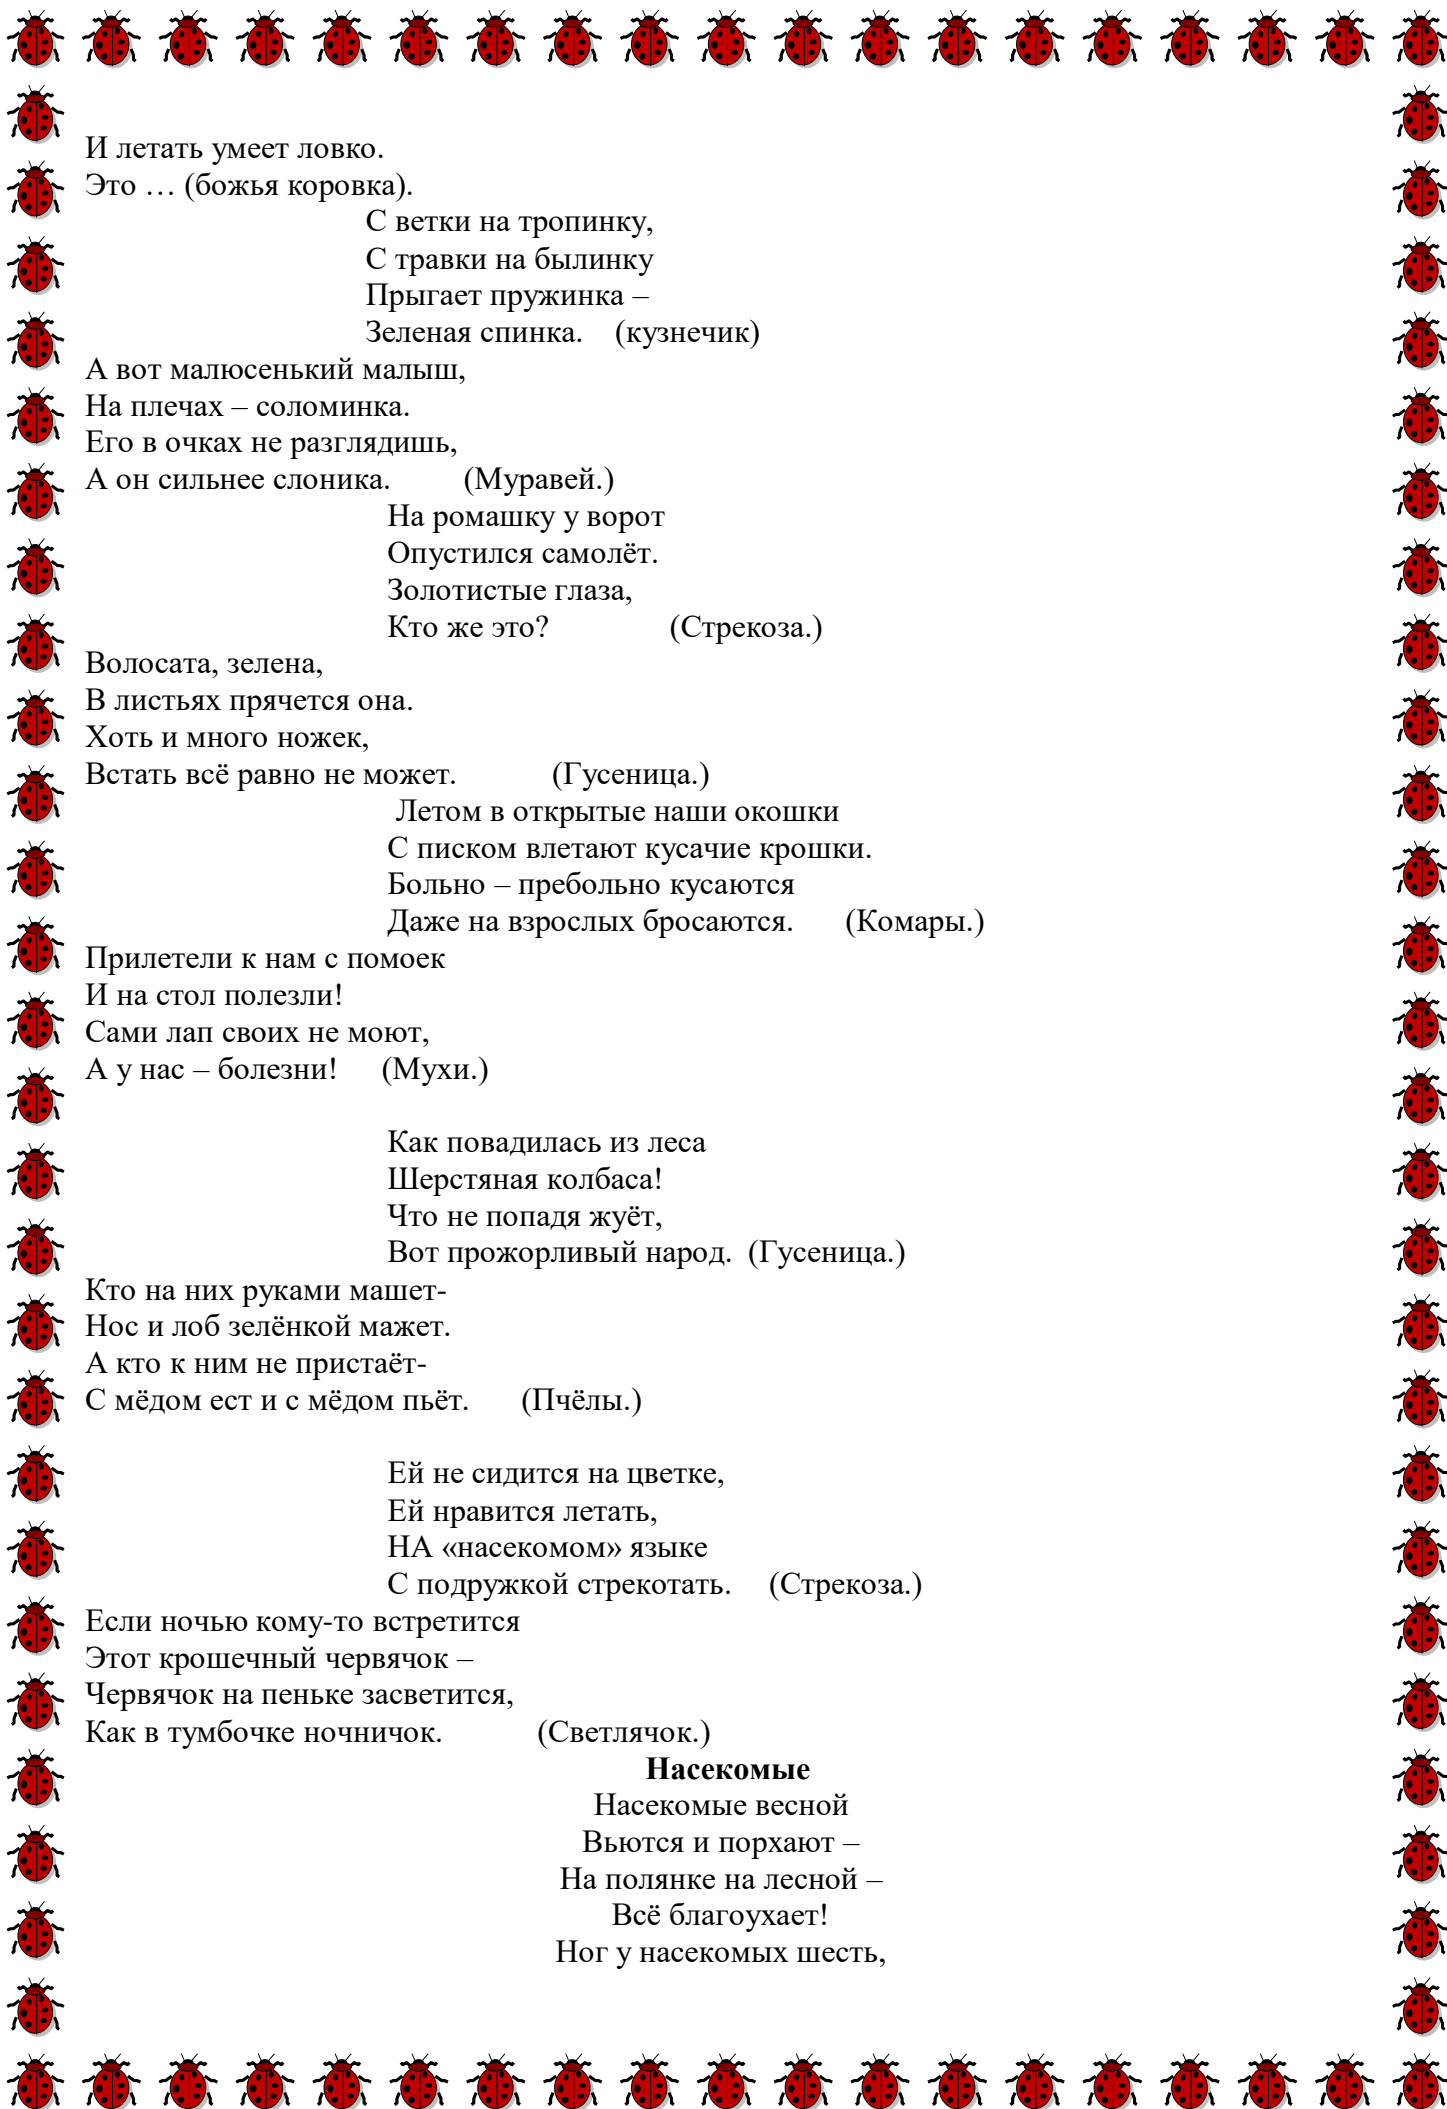 И летать умеет ловко.
Это … (божья коровка).
С ветки на тропинку,
С травки на былинку
Прыгает пружинка –
Зеленая спинка. (кузнечик)
А вот малюсенький малыш,
На плечах – соломинка.
Его в очках не разглядишь,
А он сильнее слоника. (Муравей.)
На ромашку у ворот
Опустился самолёт.
Золотистые глаза,
Кто же это? (Стрекоза.)
Волосата, зелена,
В листьях прячется она.
Хоть и много ножек,
Встать всё равно не может. (Гусеница.)
Летом в открытые наши окошки
С писком влетают кусачие крошки.
Больно – пребольно кусаются
Даже на взрослых бросаются. (Комары.)
Прилетели к нам с помоек
И на стол полезли!
Сами лап своих не моют,
А у нас – болезни! (Мухи.)
Как повадилась из леса
Шерстяная колбаса!
Что не попадя жуёт,
Вот прожорливый народ. (Гусеница.)
Кто на них руками машет-
Нос и лоб зелёнкой мажет.
А кто к ним не пристаёт-
С мёдом ест и с мёдом пьёт. (Пчёлы.)
Ей не сидится на цветке,
Ей нравится летать,
НА «насекомом» языке
С подружкой стрекотать. (Стрекоза.)
Если ночью кому-то встретится
Этот крошечный червячок –
Червячок на пеньке засветится,
Как в тумбочке ночничок. (Светлячок.)
Насекомые
Насекомые весной
Вьются и порхают –
На полянке на лесной –
Всё благоухает!
Ног у насекомых шесть,